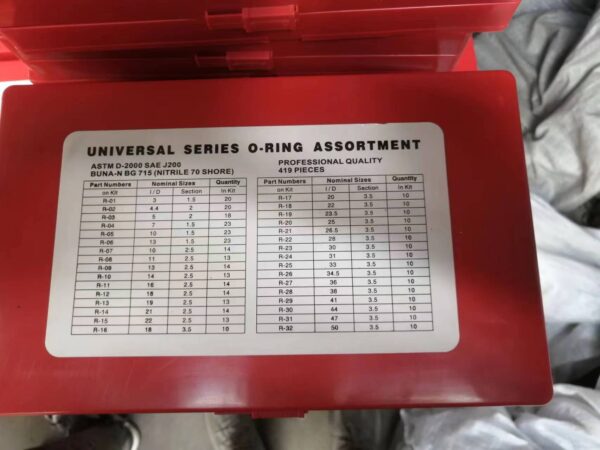 UNIVERSAL SERIES O-RING ASSORTMENT
ASTM D-2000 SAE J200
BUNA-N BG 715 (NITRILE 70 SHORE)
PROFESSIONAL QUALITY
419 PIECES
Part Numbers Nominal Sizes Quantity
on Kit I / D Section In Kit
R-01 3 1.5 20
R-02 4.4 2 20
R-03 5 2 18
R-04 7 1.5 23
R-05 10 1.5 23
R-06 13 1.5 23
R-07 10 2.5 14
R-08 11 2.5 13
R-09 13 2.5 13
R-10 14 2.5 14
R-11 16 2.5 14
R-12 18 2.5 14
R-13 19 2.5 13
R-14 21 2.5 14
R-15 22 2.5 13
R-16 18 3.5 10
Part Numbers Nominal Sizes Quantity
on Kit I / D Section In Kit
R-17 20 3.5 10
R-18 22 3.5 10
R-19 23.5 3.5 10
R-20 25 3.5 10
R-21 26.5 3.5 10
R-22 28 3.5 10
R-23 30 3.5 10
R-24 31 3.5 10
R-25 33 3.5 10
R-26 34.5 3.5 10
R-27 36 3.5 10
R-28 38 3.5 10
R-29 41 3.5 10
R-30 44 3.5 10
R-31 47 3.5 10
R-32 50 3.5 10